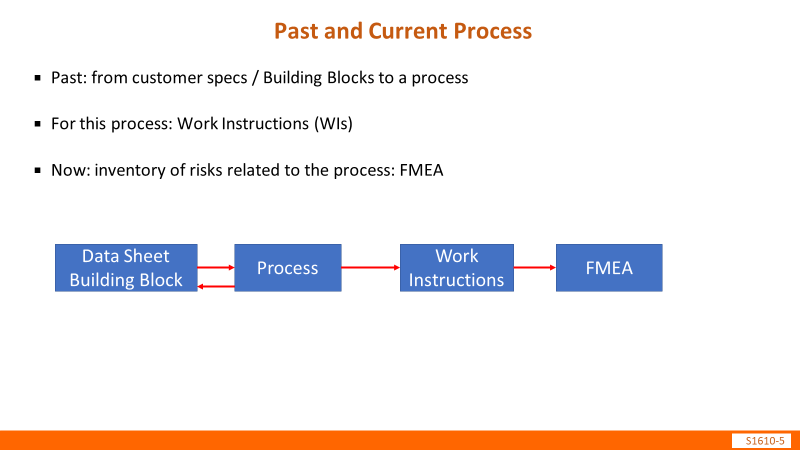 Past and Current Process
▪ Past: from customer specs / Building Blocks to a process
▪ For this process: Work Instructions (WIs)
▪ Now: inventory of risks related to the process: FMEA
Data Sheet
Building Block
Process
Work
Instructions
FMEA
S1610-5